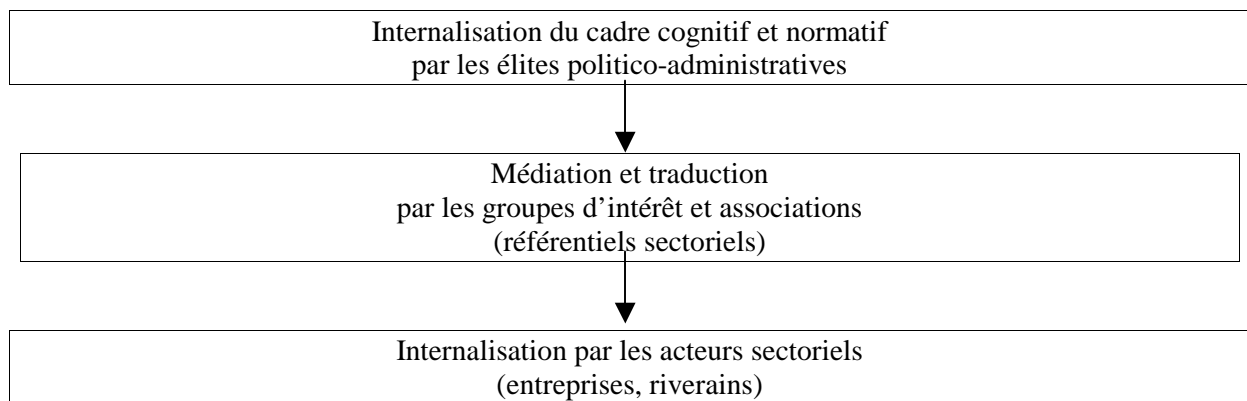 Internalisation du cadre cognitif et normatif
par les élites politico-administratives
Médiation et traduction
par les groupes d’intérêt et associations
(référentiels sectoriels)
Internalisation par les acteurs sectoriels
(entreprises, riverains)